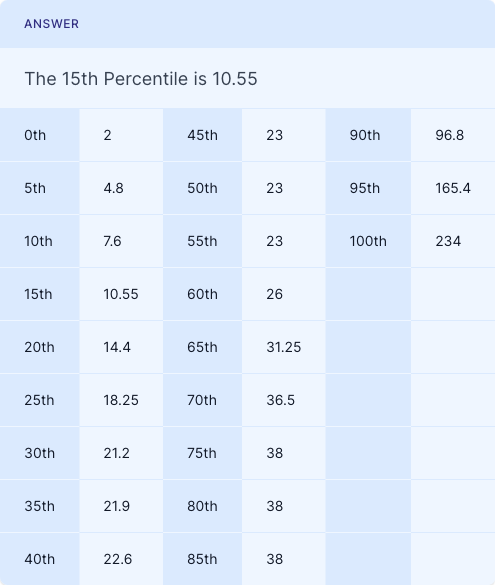 ANSWER
The 15th Percentile is 10.55
0th 2 45th 23 90th 96.8
5th 4.8 50th 23 95th 165.4
10th 7.6 55th 23 100th 234
15th 10.55 60th 26
20th 14.4 65th 31.25
25th 18.25 70th 36.5
30th 21.2 75th 38
35th 21.9 80th 38
40th 22.6 85th 38